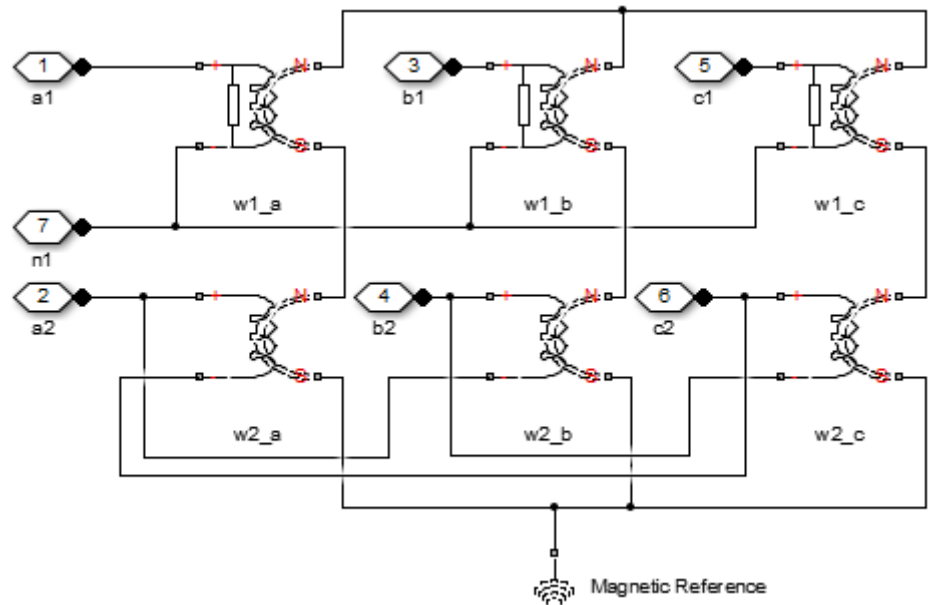 1
a1
+
N
3
b1
+
N
5
c1
+
N
-
S
-
S
-
S
w1_a
w1_b
w1_c
7
n1
2
a2
+
N
4
b2
+
N
6
c2
+
N
-
S
-
S
-
S
w2_a
w2_b
w2_c
Magnetic Reference